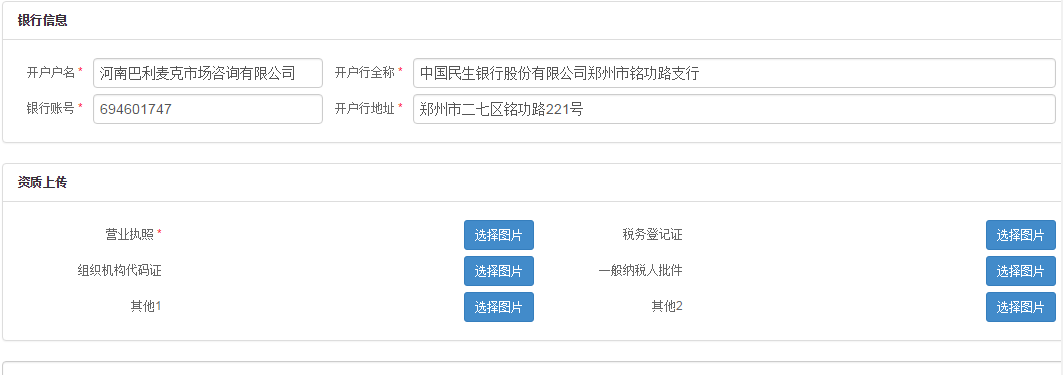 银行信息
开户户名 * 河南巴利麦克市场咨询有限公司 开户行全称 * 中国民生银行股份有限公司郑州市铭功路支行
银行账号 * 694601747 开户行地址 * 郑州市二七区铭功路221号
资质上传
营业执照 * 选择图片 税务登记证 选择图片
组织机构代码证 选择图片 一般纳税人批件 选择图片
其他1 选择图片 其他2 选择图片